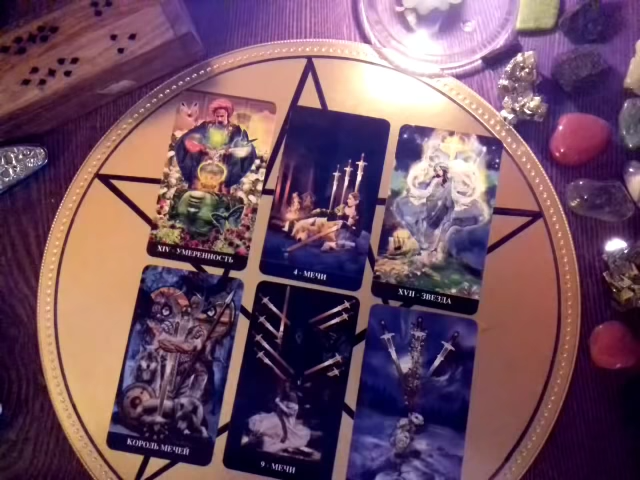 XIV - УМЕРЕННОСТЬ
4 - МЕЧИ
XVII - ЗВЕЗДА
КОРОЛЬ МЕЧЕЙ
9 - МЕЧИ